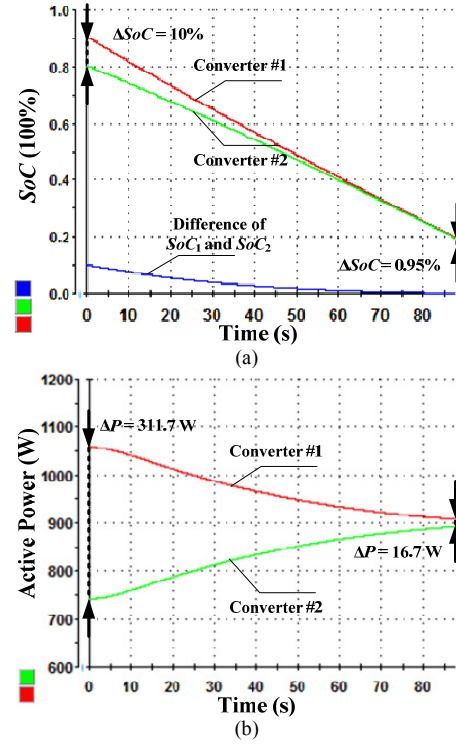 ΔSoC = 10%
1.0
0.8
0.6
0.4
0.2
0.0
SoC (100%)
Converter #1
Converter #2
Difference of
SoC1 and SoC2
ΔSoC = 0.95%
0 10 20 30 40 50 60 70 80
Time (s)
(a)
1200
1100
1000
900
800
700
600
Active Power (W)
ΔP = 311.7 W
Converter #1
ΔP = 16.7 W
Converter #2
0 10 20 30 40 50 60 70 80
Time (s)
(b)